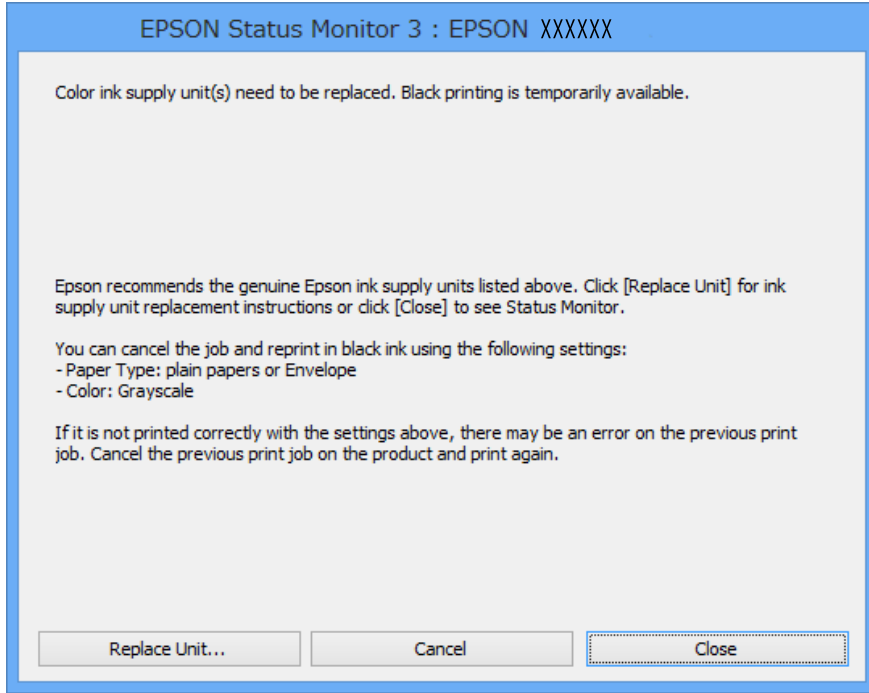 EPSON Status Monitor 3 : EPSON XXXXXX
Color ink supply unit(s) need to be replaced. Black printing is temporarily available.
Epson recommends the genuine Epson ink supply units listed above. Click [Replace Unit] for ink
supply unit replacement instructions or click [Close] to see Status Monitor.
You can cancel the job and reprint in black ink using the following settings:
- Paper Type: plain papers or Envelope
- Color: Grayscale
If it is not printed correctly with the settings above, there may be an error on the previous print
job. Cancel the previous print job on the product and print again.
Replace Unit...
Cancel
Close